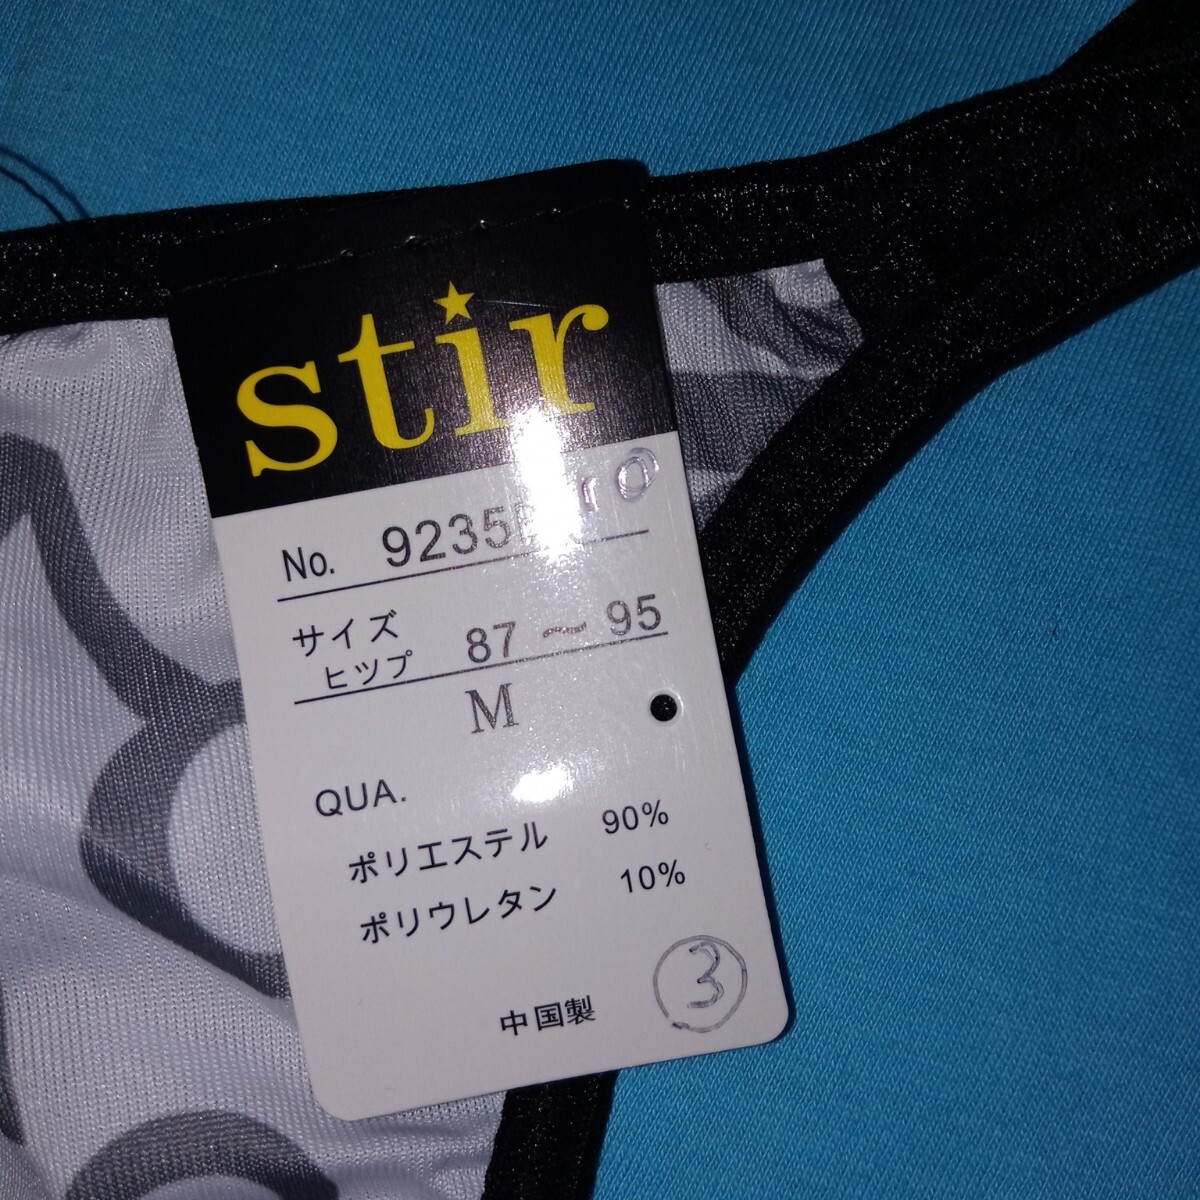 stir
No. 9235
サイズ
ヒップ 87 ～ 95
M
QUA.
ポリエステル 90%
ポリウレタン 10%
中国製 ③